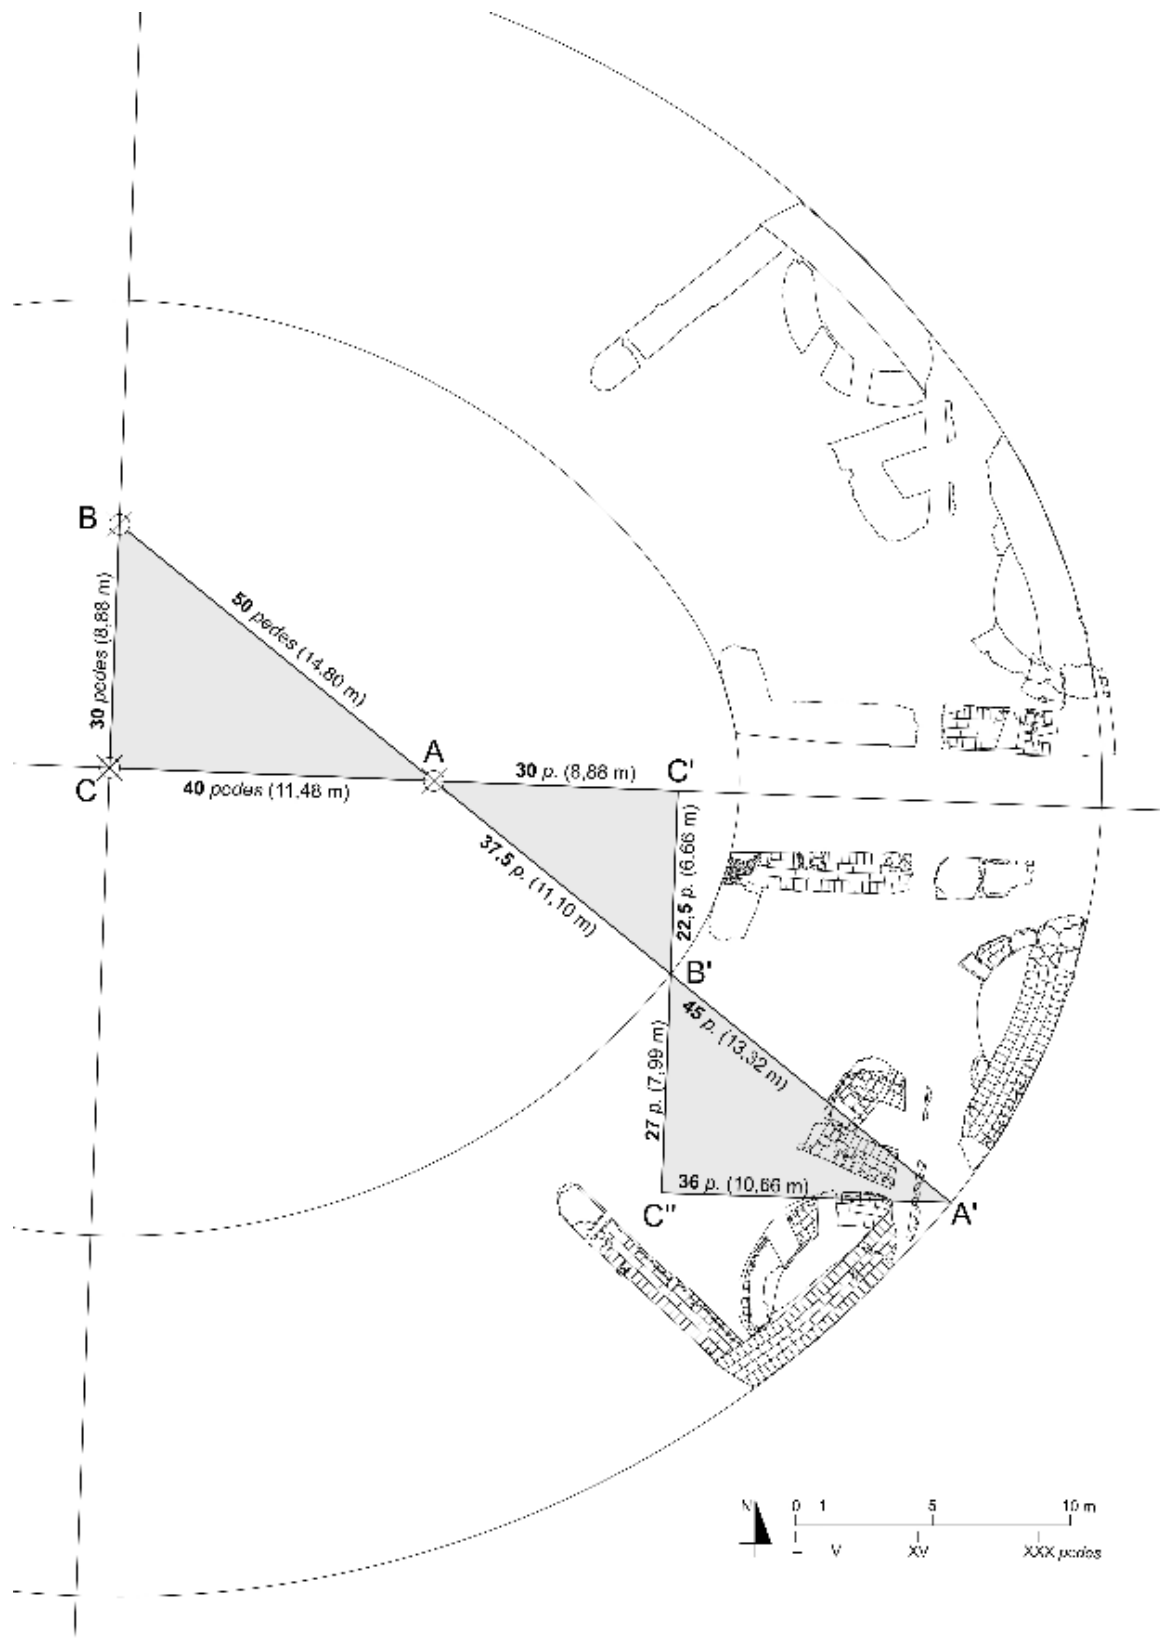 B
50 pedes (14,80 m)
30 pedes (8,88 m)
A
C
40 pedes (11,48 m)
30 p. (8,88 m)
C'
37,5 p. (11,10 m)
22,5 p. (6,66 m)
B'
45 p. (13,32 m)
27 p. (7,99 m)
36 p. (10,66 m)
C"
A'
N
0 1 5 10 m
V XV XXX pedes